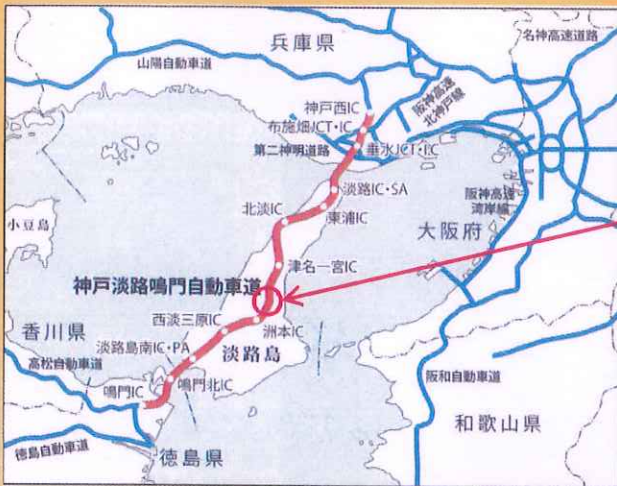 兵庫県
名神高速道路
山陽自動車道
阪神高速
北神戸線
神戸西IC
布施畑JCT・IC
第二神明道路
垂水JCT・IC
淡路IC・SA
阪神高速
湾岸線
北淡IC
東浦IC
小豆島
大阪府
津名一宮IC
神戸淡路鳴門自動車道
香川県
西淡三原IC
洲本IC
淡路島南IC・PA
淡路島
高松自動車道
阪和自動車道
鳴門IC
鳴門北IC
和歌山県
徳島自動車道
徳島県